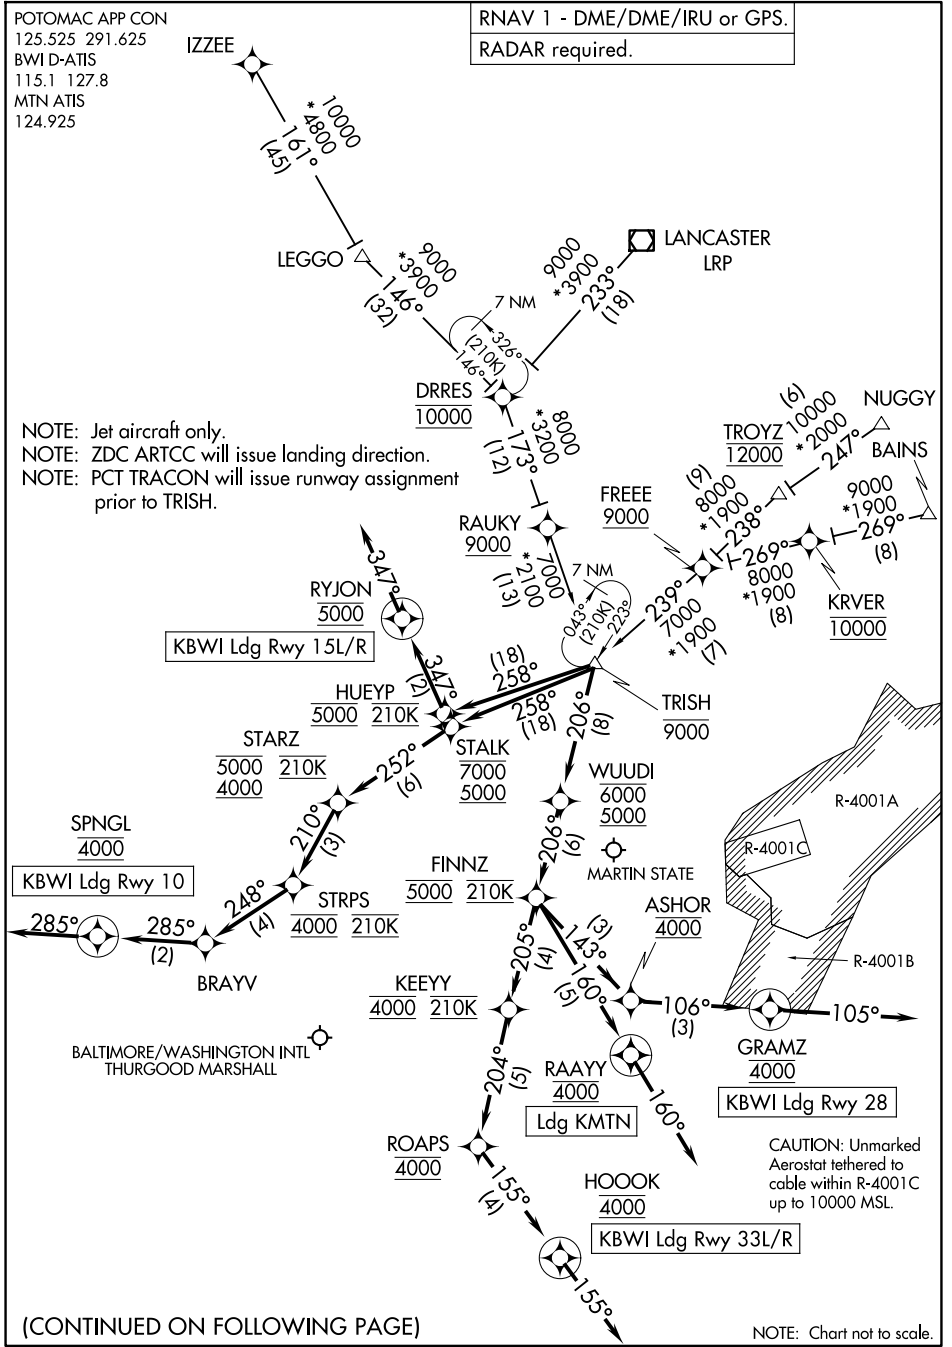 POTOMAC APP CON
125.525 291.625
BWI D-ATIS
115.1 127.8
MTN ATIS
124.925
RNAV 1 - DME/DME/IRU or GPS.
RADAR required.
IZZEE
10000
*4800
161°
(45)
LEGGO
9000
*3900
146°
(32)
LANCASTER
LRP
9000
*3900
233°
(18)
7 NM
326°
(210K)
146°
DRRES
10000
NOTE: Jet aircraft only.
NOTE: ZDC ARTCC will issue landing direction.
NOTE: PCT TRACON will issue runway assignment
prior to TRISH.
8000
*3200
173°
(12)
RAUKY
9000
7000
*2100
(13)
NUGGY
(6)
10000
*2000
247°
TROYZ
12000
BAINS
9000
*1900
269°
(8)
(9)
8000
*1900
238°
FREEE
9000
269°
8000
*1900
(8)
KRVER
10000
239°
7000
*1900
(7)
7 NM
043°
(210K)
223°
TRISH
9000
347°
RYJON
5000
KBWI Ldg Rwy 15L/R
347°
(2)
(18)
258°
258°
(18)
HUEYP
5000 210K
STALK
7000
5000
206°
(8)
STARZ
5000 210K
4000
252°
(6)
WUUDI
6000
5000
206°
(6)
MARTIN STATE
R-4001A
R-4001C
R-4001B
SPNGL
4000
KBWI Ldg Rwy 10
210°
(3)
STRPS
4000 210K
248°
(4)
285°
285°
(2)
BRAYV
FINNZ
5000 210K
ASHOR
4000
(3)
143°
160°
(5)
205°
(4)
KEEYY
4000 210K
106°
(3)
105°
GRAMZ
4000
KBWI Ldg Rwy 28
BALTIMORE/WASHINGTON INTL
THURGOOD MARSHALL
RAAYY
4000
Ldg KMTN
160°
204°
(5)
ROAPS
4000
155°
(4)
HOOOK
4000
KBWI Ldg Rwy 33L/R
155°
CAUTION: Unmarked
Aerostat tethered to
cable within R-4001C
up to 10000 MSL.
(CONTINUED ON FOLLOWING PAGE)
NOTE: Chart not to scale.